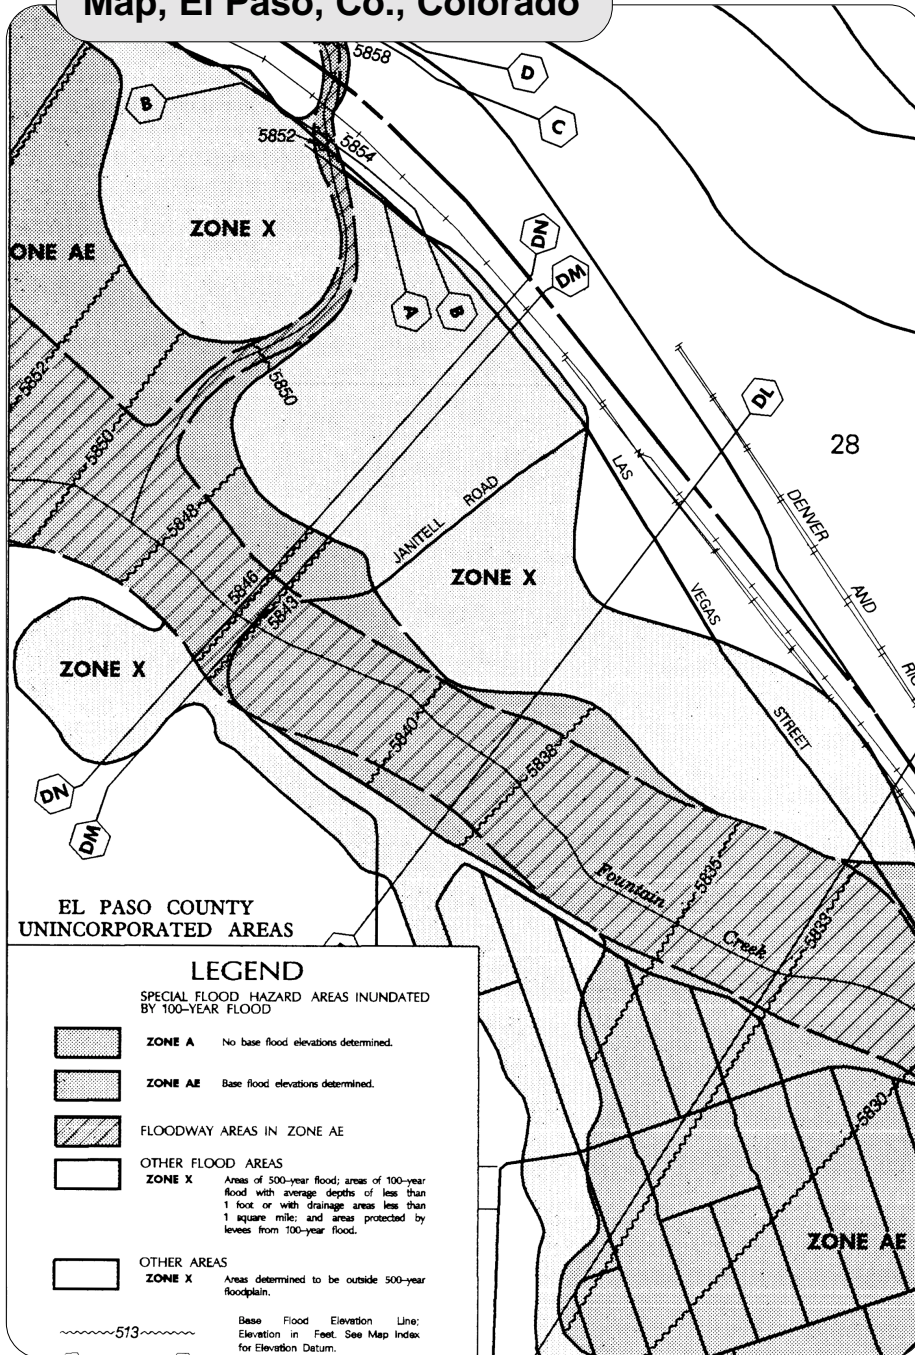 Map, El Paso, Co., Colorado
5858
D
B
C
5852
5854
ZONE X
DN
ONE AE
DM
A
B
5852
5850
DL
5850
28
LAS
JANITELL ROAD
DENVER
5848
5846
ZONE X
5843
VEGAS
AND
ZONE X
RIO
STREET
5840
5838
DN
DM
5835
Fountain
EL PASO COUNTY
UNINCORPORATED AREAS
Creek
5833
LEGEND
SPECIAL FLOOD HAZARD AREAS INUNDATED
BY 100-YEAR FLOOD
ZONE A No base flood elevations determined.
ZONE AE Base flood elevations determined.
5830
FLOODWAY AREAS IN ZONE AE
OTHER FLOOD AREAS
ZONE X Areas of 500-year flood; areas of 100-year
flood with average depths of less than
1 foot or with drainage areas less than
1 square mile; and areas protected by
levees from 100-year flood.
ZONE AE
OTHER AREAS
ZONE X Areas determined to be outside 500-year
floodplain.
513
Base Flood Elevation Line;
Elevation in Feet. See Map Index
for Elevation Datum.